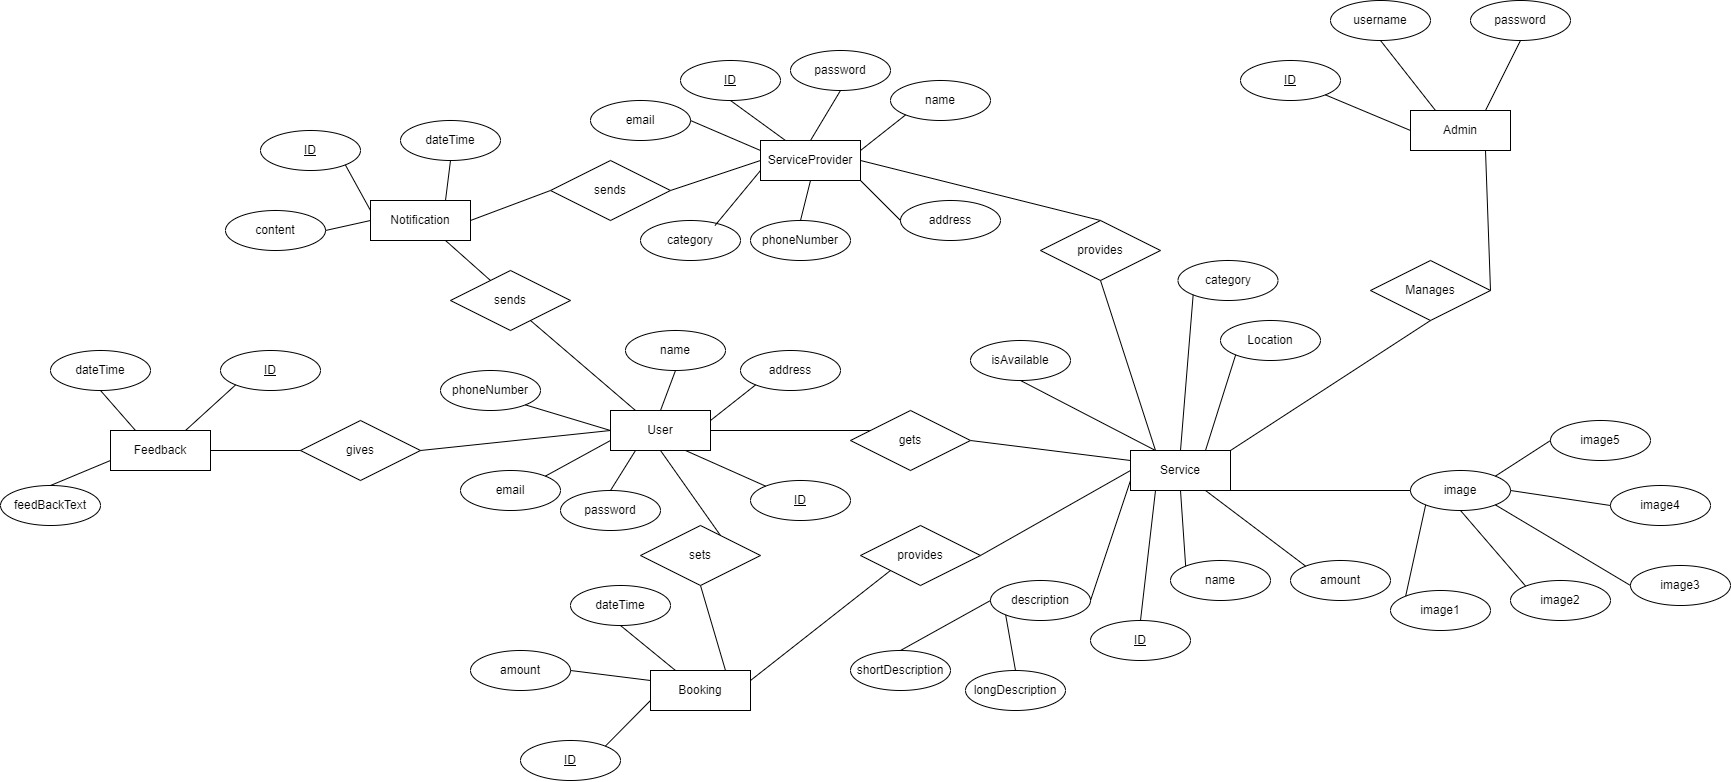 username
password
ID
Admin
password
ID
name
email
ServiceProvider
category
phoneNumber
address
ID
dateTime
content
Notification
sends
sends
provides
Manages
category
Location
isAvailable
name
address
phoneNumber
User
email
password
ID
dateTime
ID
Feedback
feedBackText
gives
gets
Service
image
image5
image4
image3
image2
image1
sets
provides
description
shortDescription
longDescription
ID
name
amount
dateTime
amount
Booking
ID